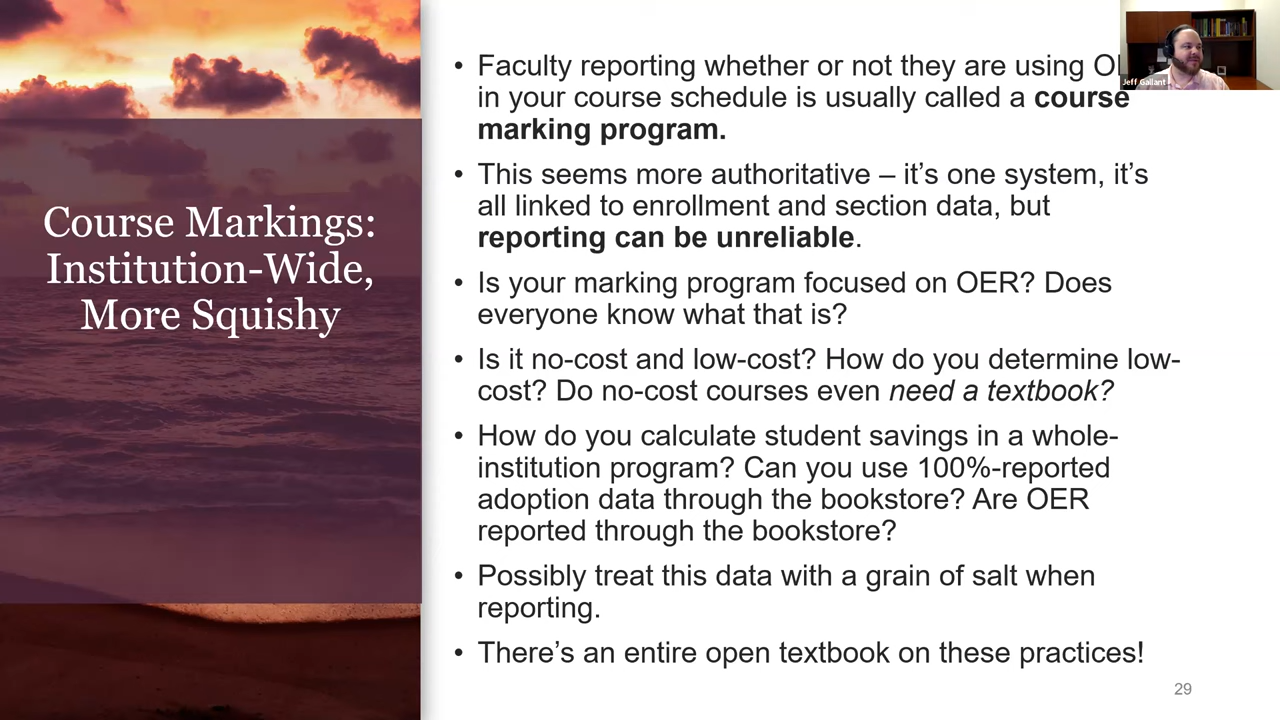 Course Markings:
Institution-Wide,
More Squishy
• Faculty reporting whether or not they are using
in your course schedule is usually called a course
marking program.
• This seems more authoritative – it’s one system, it’s
all linked to enrollment and section data, but
reporting can be unreliable.
• Is your marking program focused on OER? Does
everyone know what that is?
• Is it no-cost and low-cost? How do you determine low-
cost? Do no-cost courses even need a textbook?
• How do you calculate student savings in a whole-
institution program? Can you use 100%-reported
adoption data through the bookstore? Are OER
reported through the bookstore?
• Possibly treat this data with a grain of salt when
reporting.
• There’s an entire open textbook on these practices!
29
Jeff Gallant